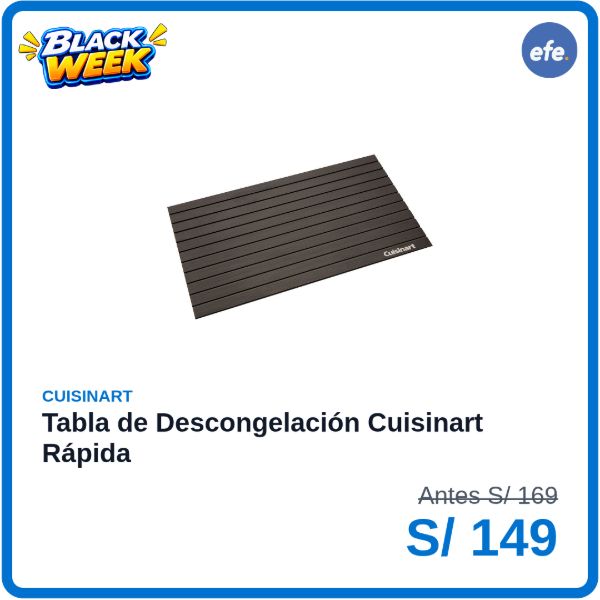 BLACK
WEEK
efe.
Cuisinart
CUISINART
Tabla de Descongelación Cuisinart
Rápida
Antes S/ 169
S/ 149